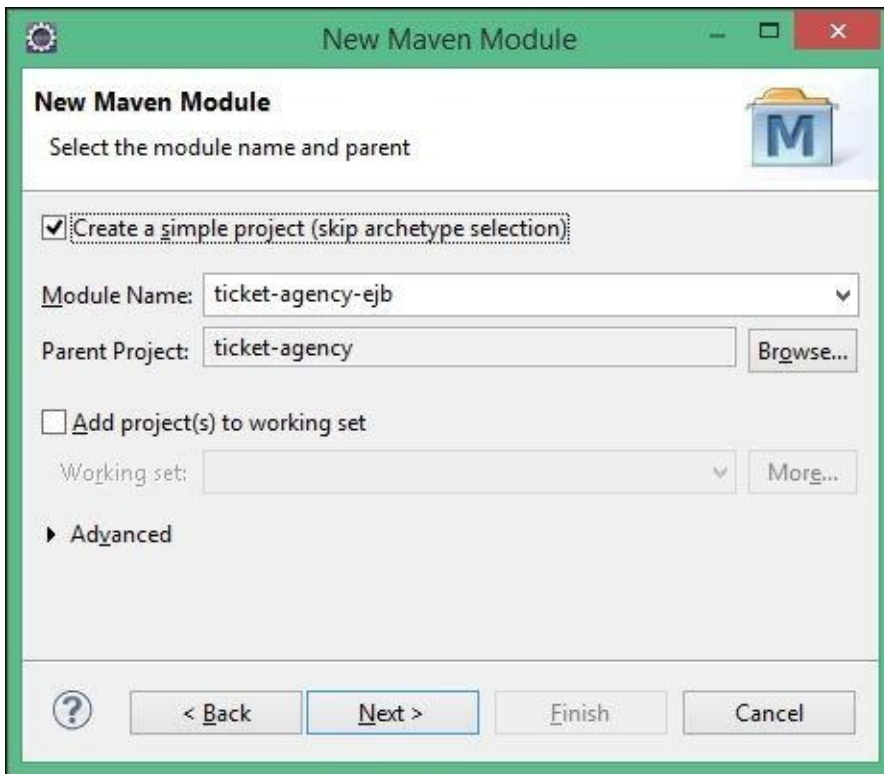 New Maven Module
New Maven Module
Select the module name and parent
M
Create a simple project (skip archetype selection)
Module Name: ticket-agency-ejb
Parent Project: ticket-agency Browse...
Add project(s) to working set
Working set: More...
Advanced
? < Back Next > Finish Cancel